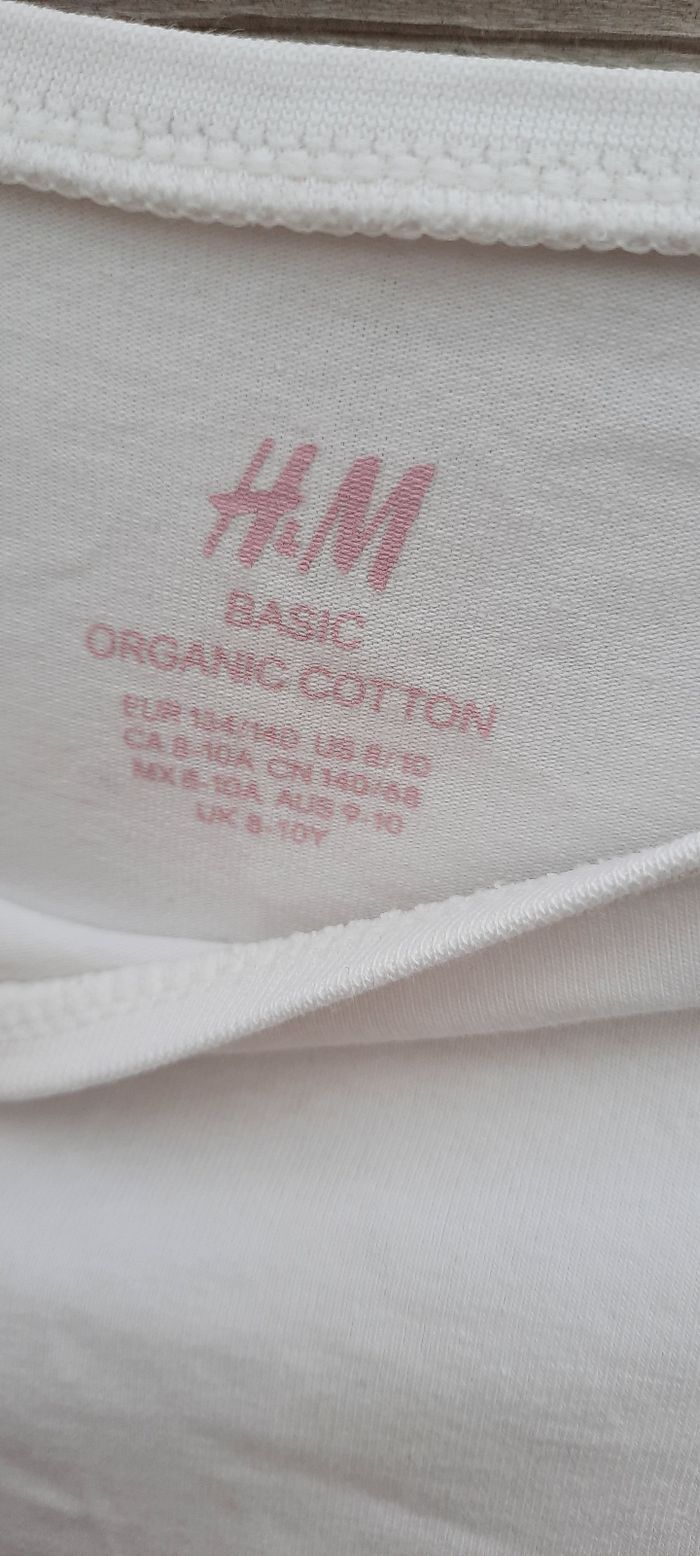 H&M
BASIC
ORGANIC COTTON
EUR 134/140 US 8/10
CA 8-10A CN 140/68
MX 8-10A AUS 9-10
UK 8-10Y